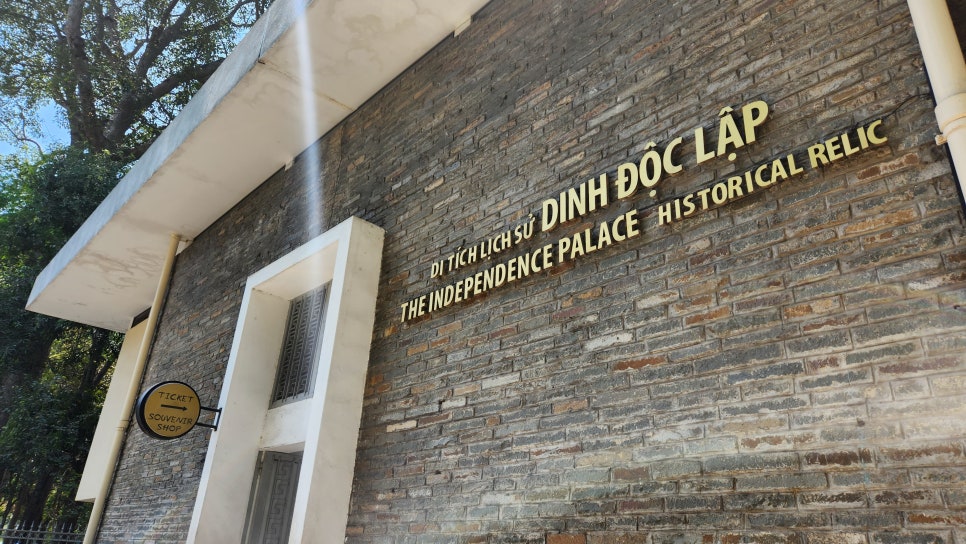 DI TÍCH LỊCH SỬ DINH ĐỘC LẬP
THE INDEPENDENCE PALACE HISTORICAL RELIC
TICKET
SOUVENIR
SHOP